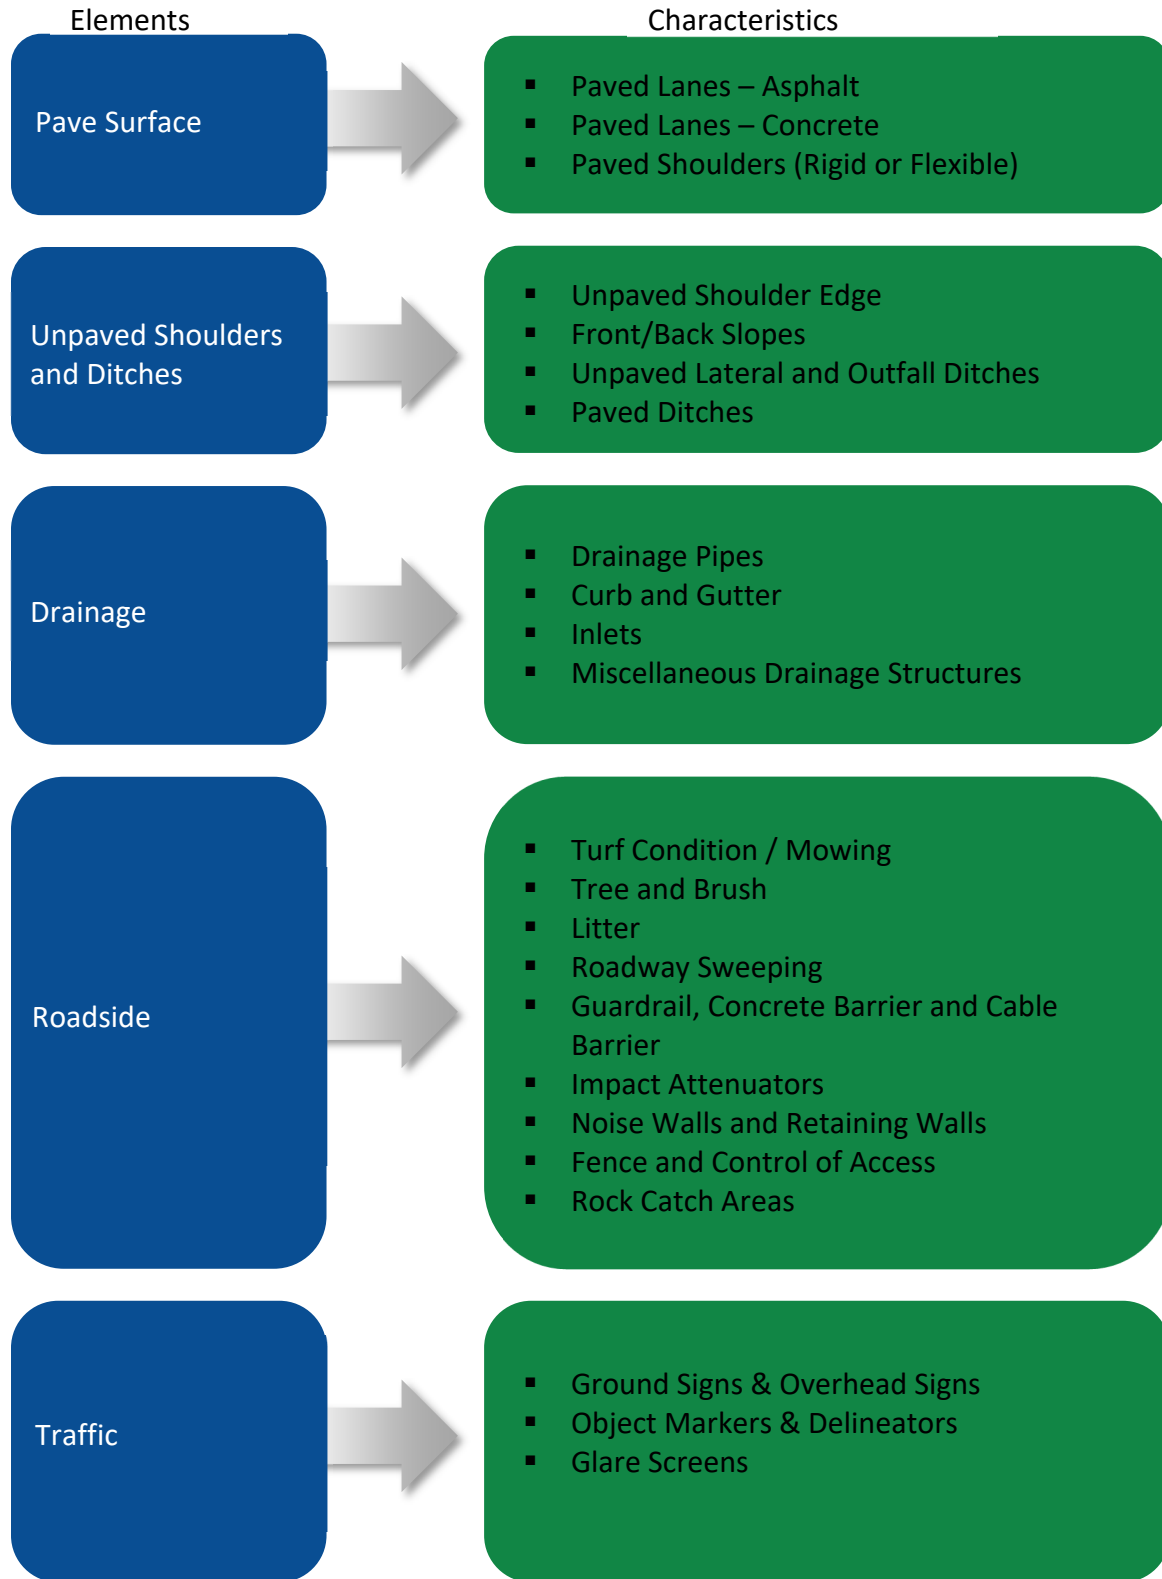 Elements
Characteristics
Pave Surface
▪ Paved Lanes – Asphalt
▪ Paved Lanes – Concrete
▪ Paved Shoulders (Rigid or Flexible)
Unpaved Shoulders
and Ditches
▪ Unpaved Shoulder Edge
▪ Front/Back Slopes
▪ Unpaved Lateral and Outfall Ditches
▪ Paved Ditches
Drainage
▪ Drainage Pipes
▪ Curb and Gutter
▪ Inlets
▪ Miscellaneous Drainage Structures
Roadside
▪ Turf Condition / Mowing
▪ Tree and Brush
▪ Litter
▪ Roadway Sweeping
▪ Guardrail, Concrete Barrier and Cable
Barrier
▪ Impact Attenuators
▪ Noise Walls and Retaining Walls
▪ Fence and Control of Access
▪ Rock Catch Areas
Traffic
▪ Ground Signs & Overhead Signs
▪ Object Markers & Delineators
▪ Glare Screens